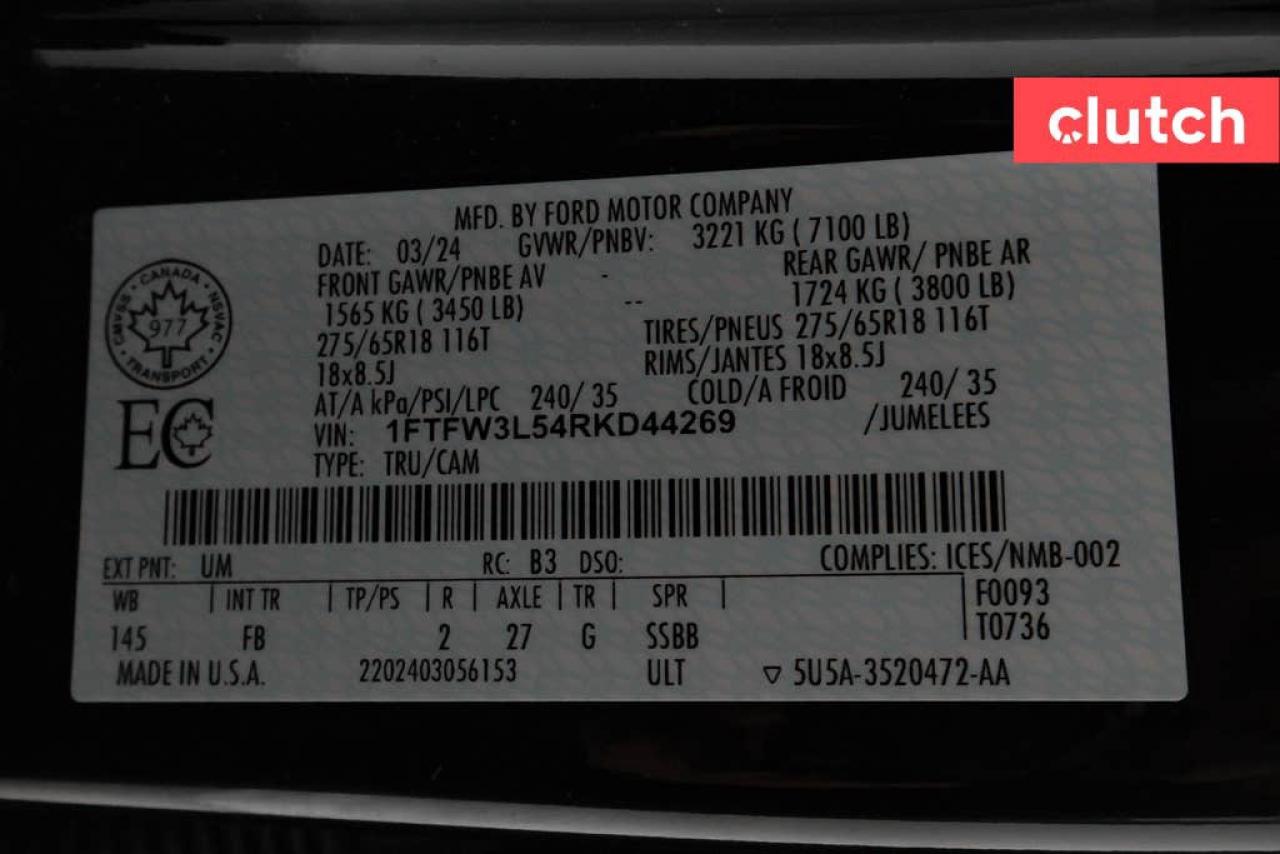 clutch
MFD. BY FORD MOTOR COMPANY
DATE: 03/24 GVWR/PNBV: 3221 KG ( 7100 LB)
FRONT GAWR/PNBE AV - REAR GAWR/ PNBE AR
1565 KG ( 3450 LB) -- 1724 KG ( 3800 LB)
275/65R18 116T TIRES/PNEUS 275/65R18 116T
18x8.5J RIMS/JANTES 18x8.5J
AT/A kPa/PSI/LPC 240/ 35 COLD/A FROID 240/ 35
VIN: 1FTFW3L54RKD44269 /JUMELEES
TYPE: TRU/CAM
CANADA
CMVSS 977 NSVAC
TRANSPORT
EC
EXT PNT: UM RC: B3 DSO: COMPLIES: ICES/NMB-002
WB | INT TR | TP/PS | R | AXLE | TR | SPR | F0093
145 FB 2 27 G SSBB T0736
MADE IN U.S.A. 2202403056153 ULT ▽ 5U5A-3520472-AA